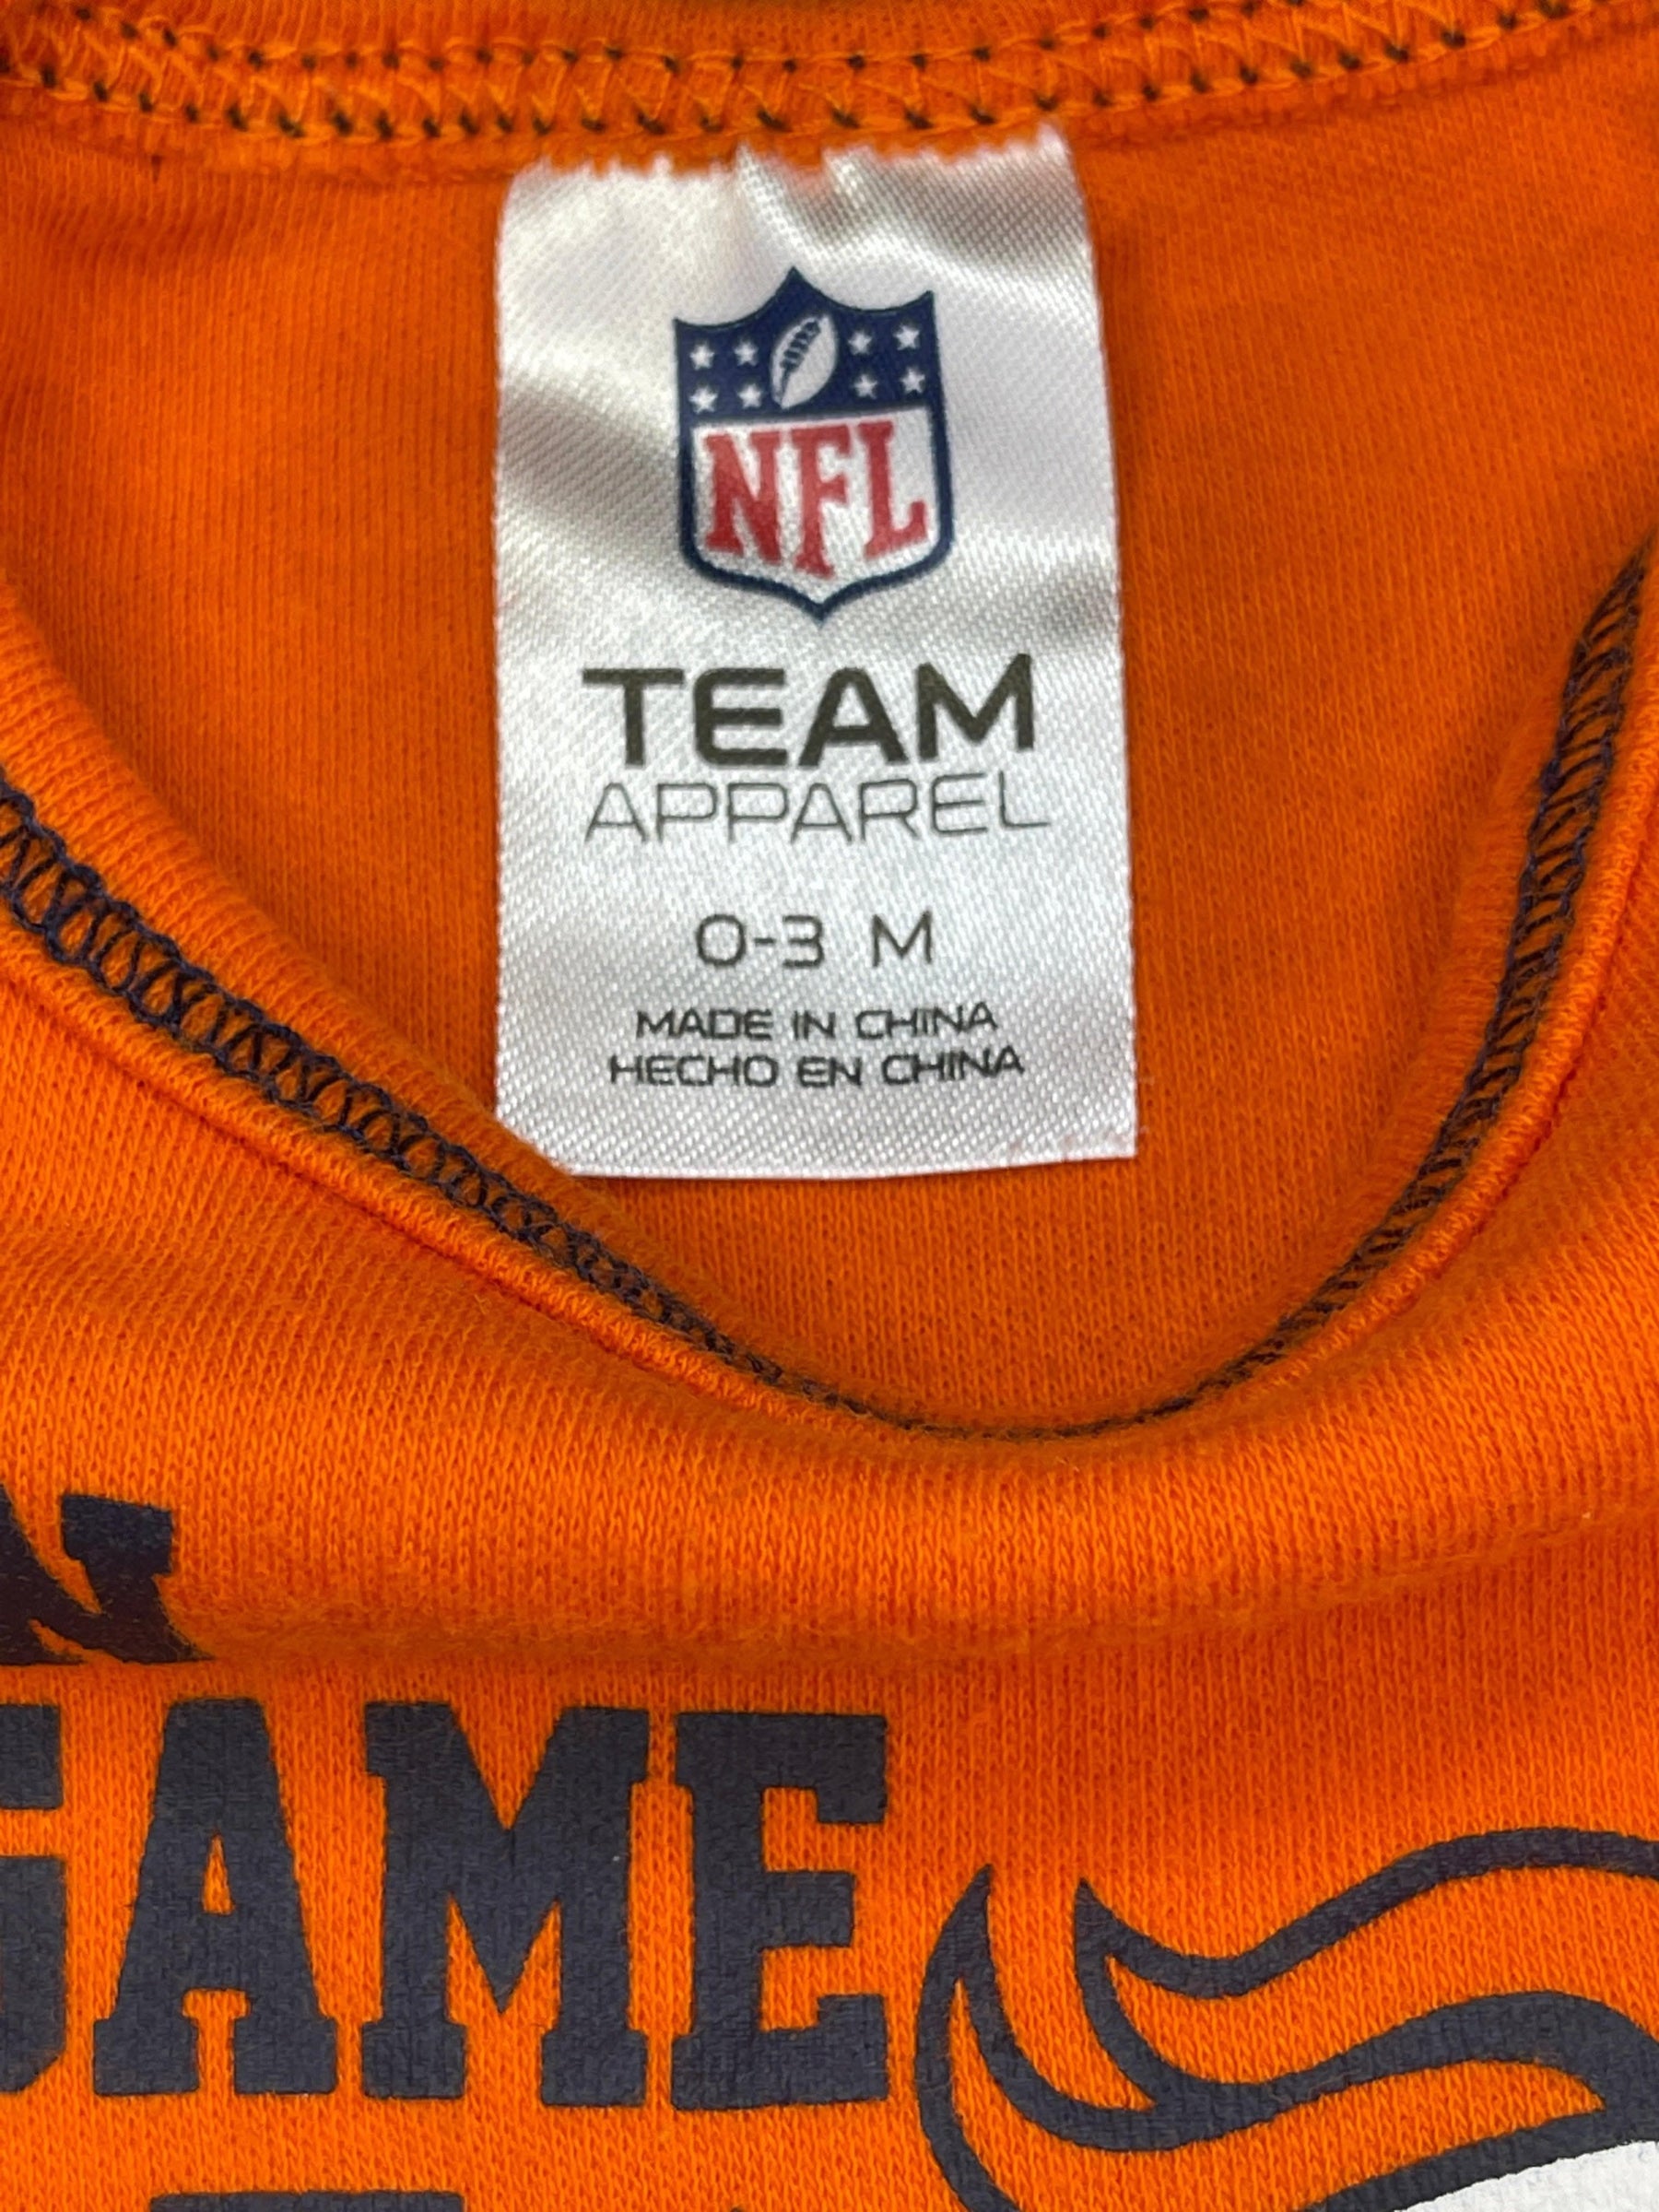 NFL
TEAM
APPAREL
0-3 M
MADE IN CHINA
HECHO EN CHINA
N
GAME